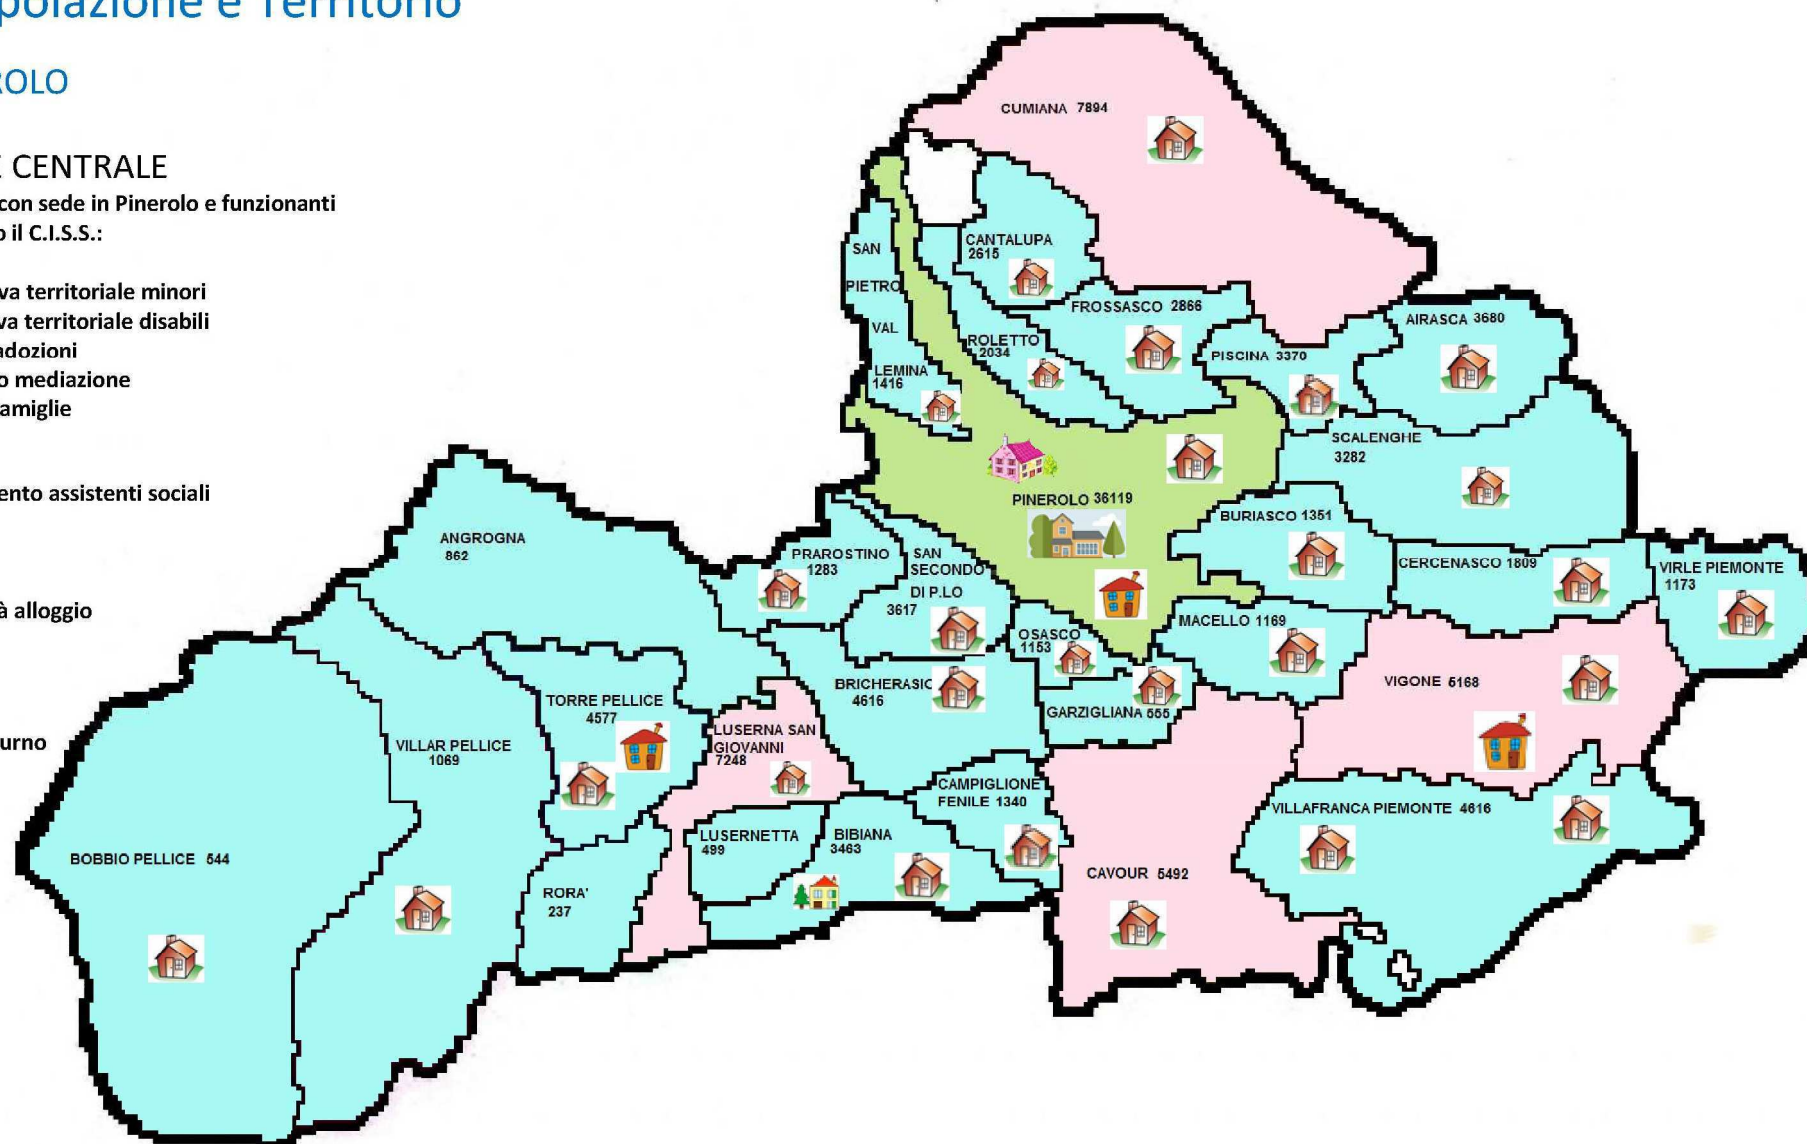 polazione e Territorio
ROLO
E CENTRALE
con sede in Pinerolo e funzionanti
o il C.I.S.S.:
va territoriale minori
va territoriale disabili
adozioni
o mediazione
famiglie
ento assistenti sociali
à alloggio
urno
CUMIANA 7894
SAN
PIETRO
VAL
LEMINA
1416
CANTALUPA
2615
FROSSASCO 2866
ROLETTO
2034
PISCINA 3370
AIRASCA 3680
SCALENGHE
3282
PINEROLO 36119
BURIASCO 1351
ANGROGNA
862
PRAROSTINO
1283
SAN
SECONDO
DI P.LO
3617
CERCENASCO 1809
VIRLE PIEMONTE
1173
OSASCO
1153
MACELLO 1169
BRICHERASIO
4616
GARZIGLIANA 555
VIGONE 5168
TORRE PELLICE
4577
VILLAR PELLICE
1069
LUSERNA SAN
GIOVANNI
7248
CAMPIGLIONE
FENILE 1340
VILLAFRANCA PIEMONTE 4616
LUSERNETTA
499
BIBIANA
3463
BOBBIO PELLICE 544
RORA'
237
CAVOUR 5492